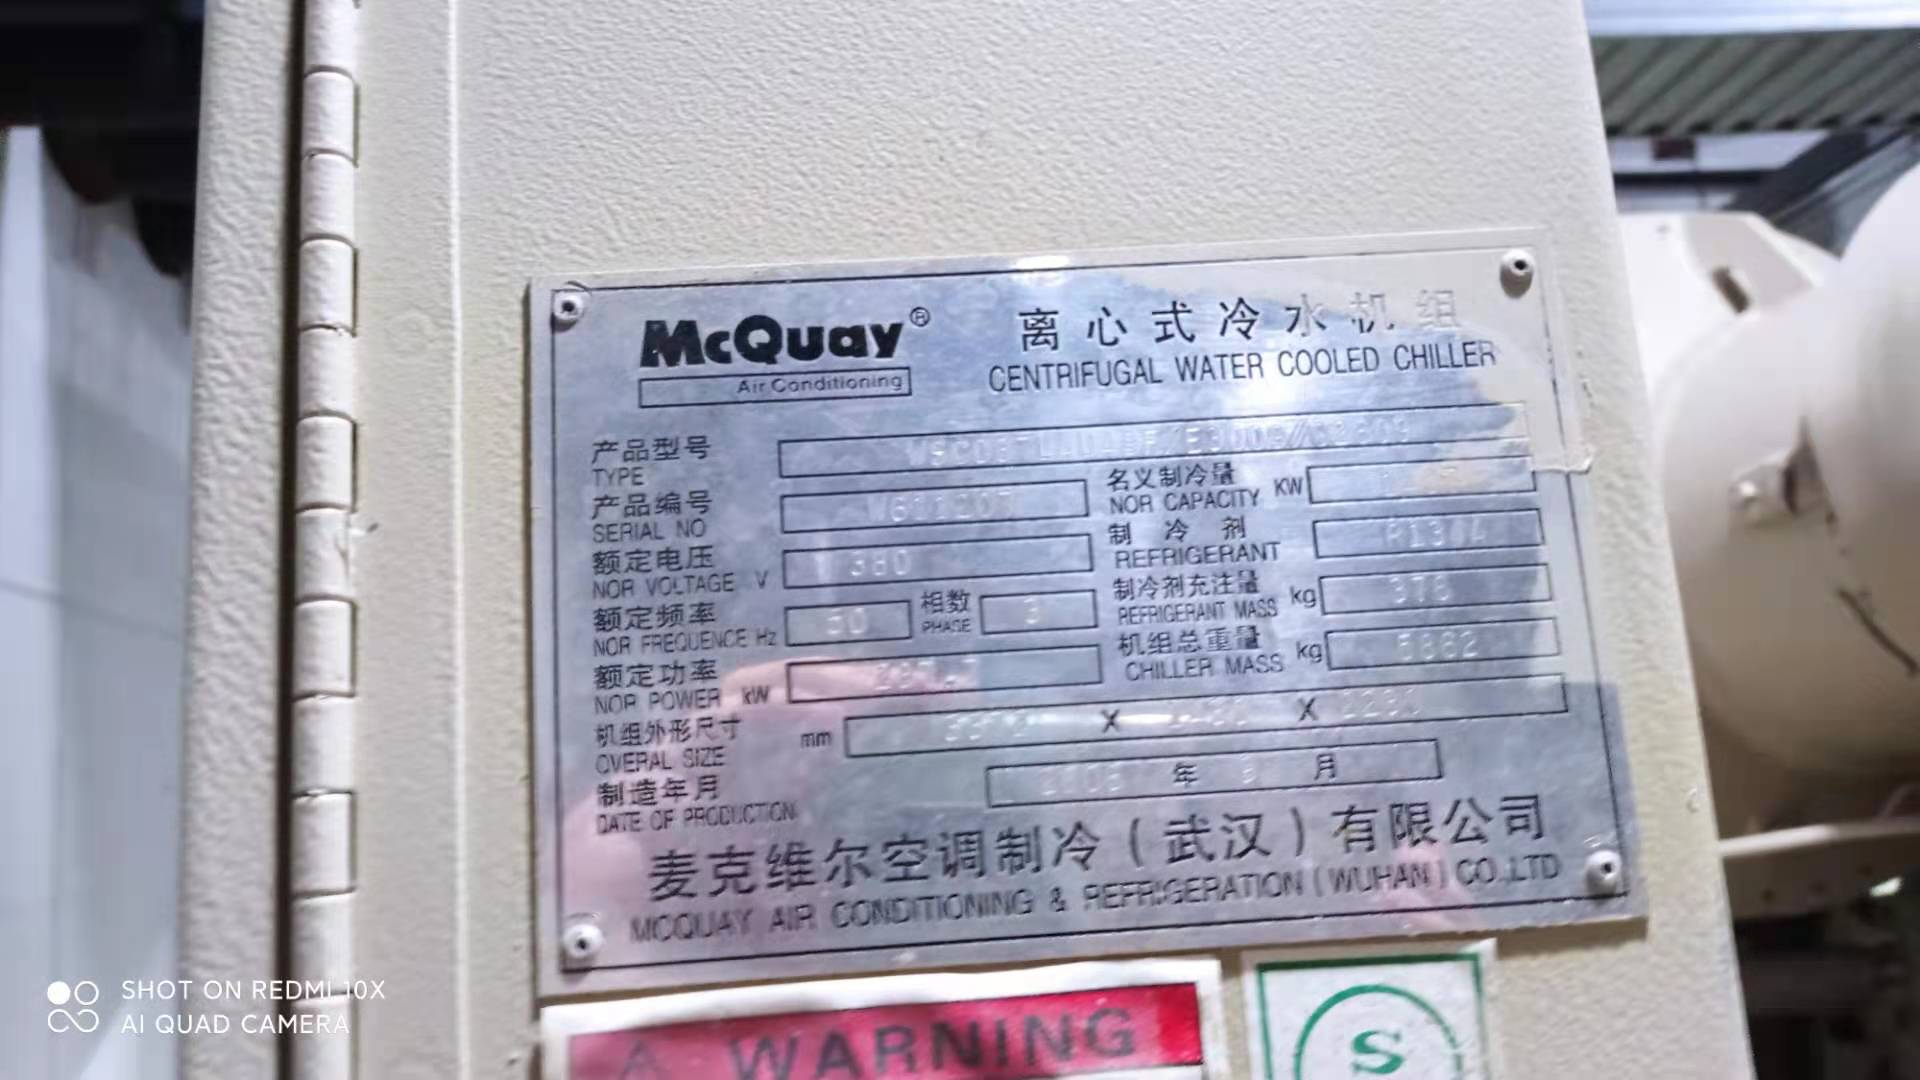 McQuay®
Air Conditioning
离心式冷水机组
CENTRIFUGAL WATER COOLED CHILLER
产品型号
TYPE
产品编号
SERIAL NO
名义制冷量 KW
NOR CAPACITY
额定电压 380
NOR VOLTAGE V
制冷剂 R134A
REFRIGERANT
额定频率 50 相数 3
NOR FREQUENCE Hz PHASE
制冷剂充注量 kg 378
REFRIGERANT MASS
额定功率
NOR POWER kW
机组总重量 kg 5882
CHILLER MASS
机组外形尺寸 mm X X
OVERAL SIZE
制造年月 年 月
DATE OF PRODUCTION
麦克维尔空调制冷(武汉)有限公司
MCQUAY AIR CONDITIONING & REFRIGERATION (WUHAN) CO.,LTD
WARNING
S
SHOT ON REDMI 10X
AI QUAD CAMERA